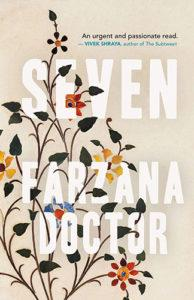 An urgent and passionate read.
— VIVEK SHRAYA, author of The Subtweet
SEVEN
FARZANA
DOCTOR